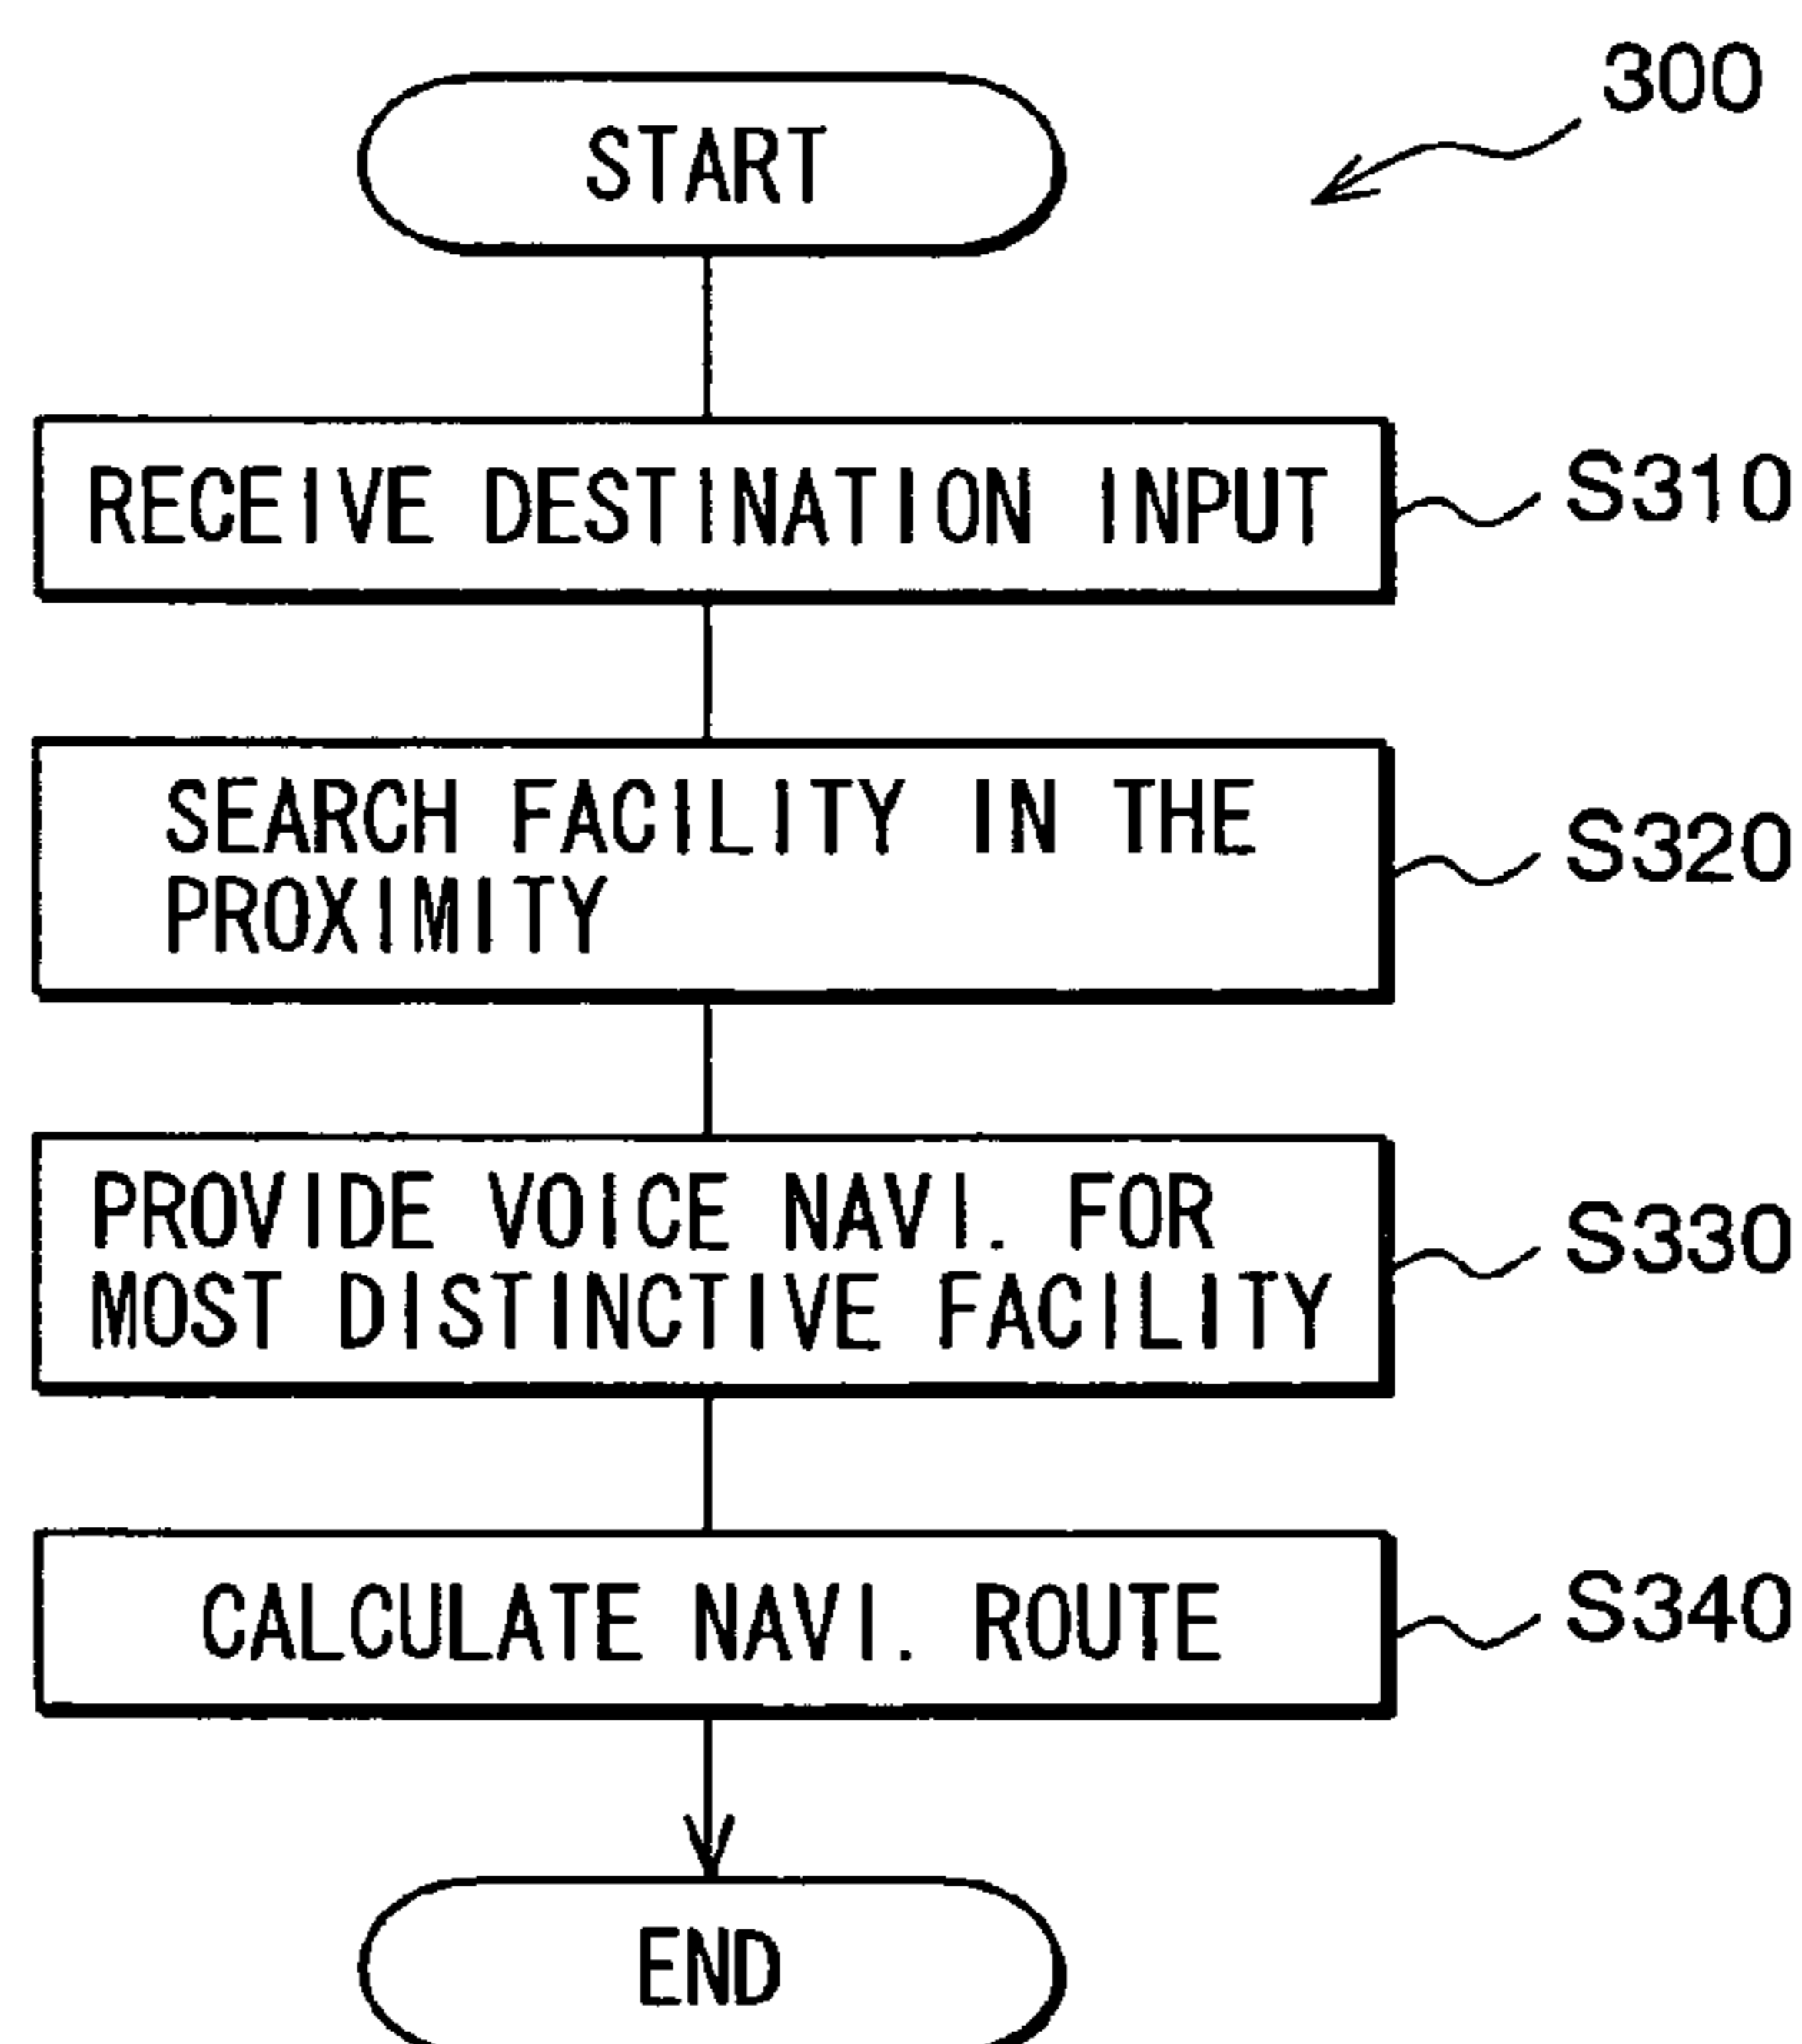 300
START
RECEIVE DESTINATION INPUT
S310
SEARCH FACILITY IN THE
PROXIMITY
S320
PROVIDE VOICE NAVI. FOR
MOST DISTINCTIVE FACILITY
S330
CALCULATE NAVI. ROUTE
S340
END